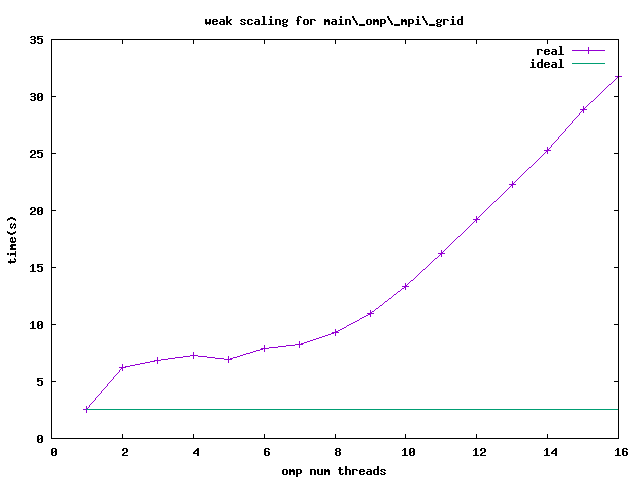 weak scaling for main\_omp\_mpi\_grid
real
ideal
35
30
25
20
15
10
5
0
time(s)
0 2 4 6 8 10 12 14 16
omp num threads